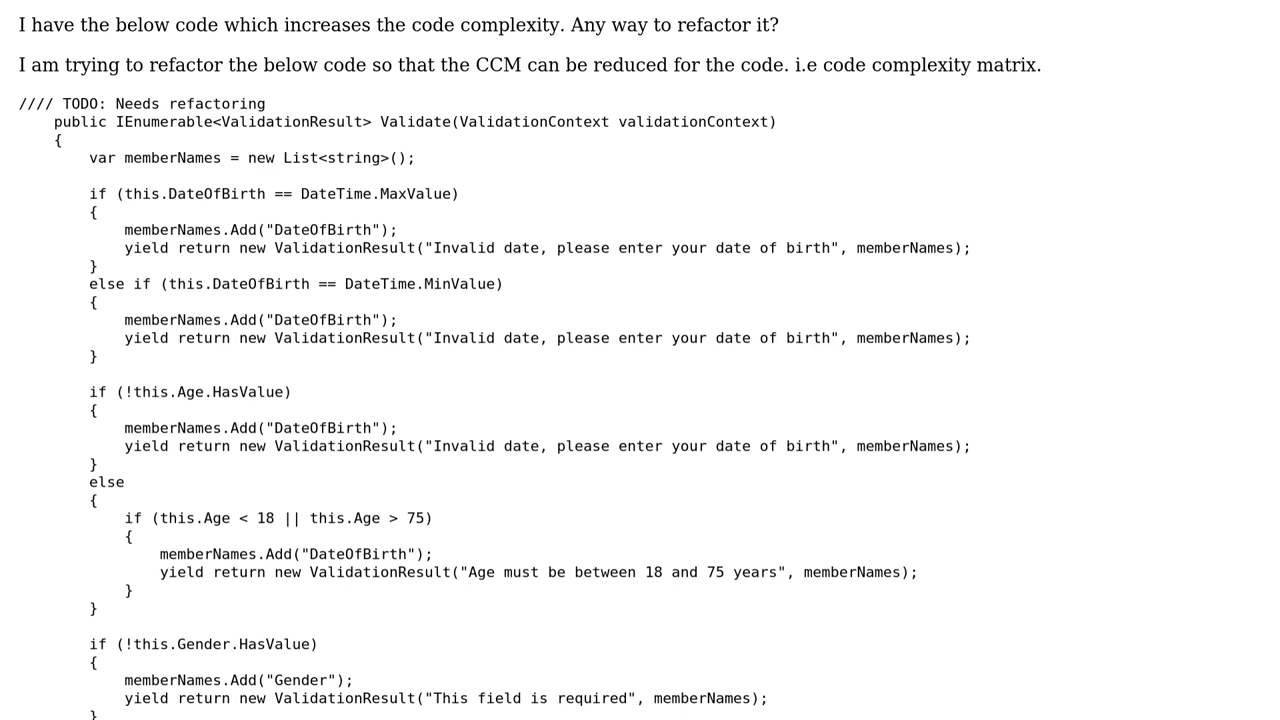 I have the below code which increases the code complexity. Any way to refactor it?
I am trying to refactor the below code so that the CCM can be reduced for the code. i.e code complexity matrix.
//// TODO: Needs refactoring
    public IEnumerable<ValidationResult> Validate(ValidationContext validationContext)
    {
        var memberNames = new List<string>();

        if (this.DateOfBirth == DateTime.MaxValue)
        {
            memberNames.Add("DateOfBirth");
            yield return new ValidationResult("Invalid date, please enter your date of birth", memberNames);
        }
        else if (this.DateOfBirth == DateTime.MinValue)
        {
            memberNames.Add("DateOfBirth");
            yield return new ValidationResult("Invalid date, please enter your date of birth", memberNames);
        }

        if (!this.Age.HasValue)
        {
            memberNames.Add("DateOfBirth");
            yield return new ValidationResult("Invalid date, please enter your date of birth", memberNames);
        }
        else
        {
            if (this.Age < 18 || this.Age > 75)
            {
                memberNames.Add("DateOfBirth");
                yield return new ValidationResult("Age must be between 18 and 75 years", memberNames);
            }
        }

        if (!this.Gender.HasValue)
        {
            memberNames.Add("Gender");
            yield return new ValidationResult("This field is required", memberNames);
        }